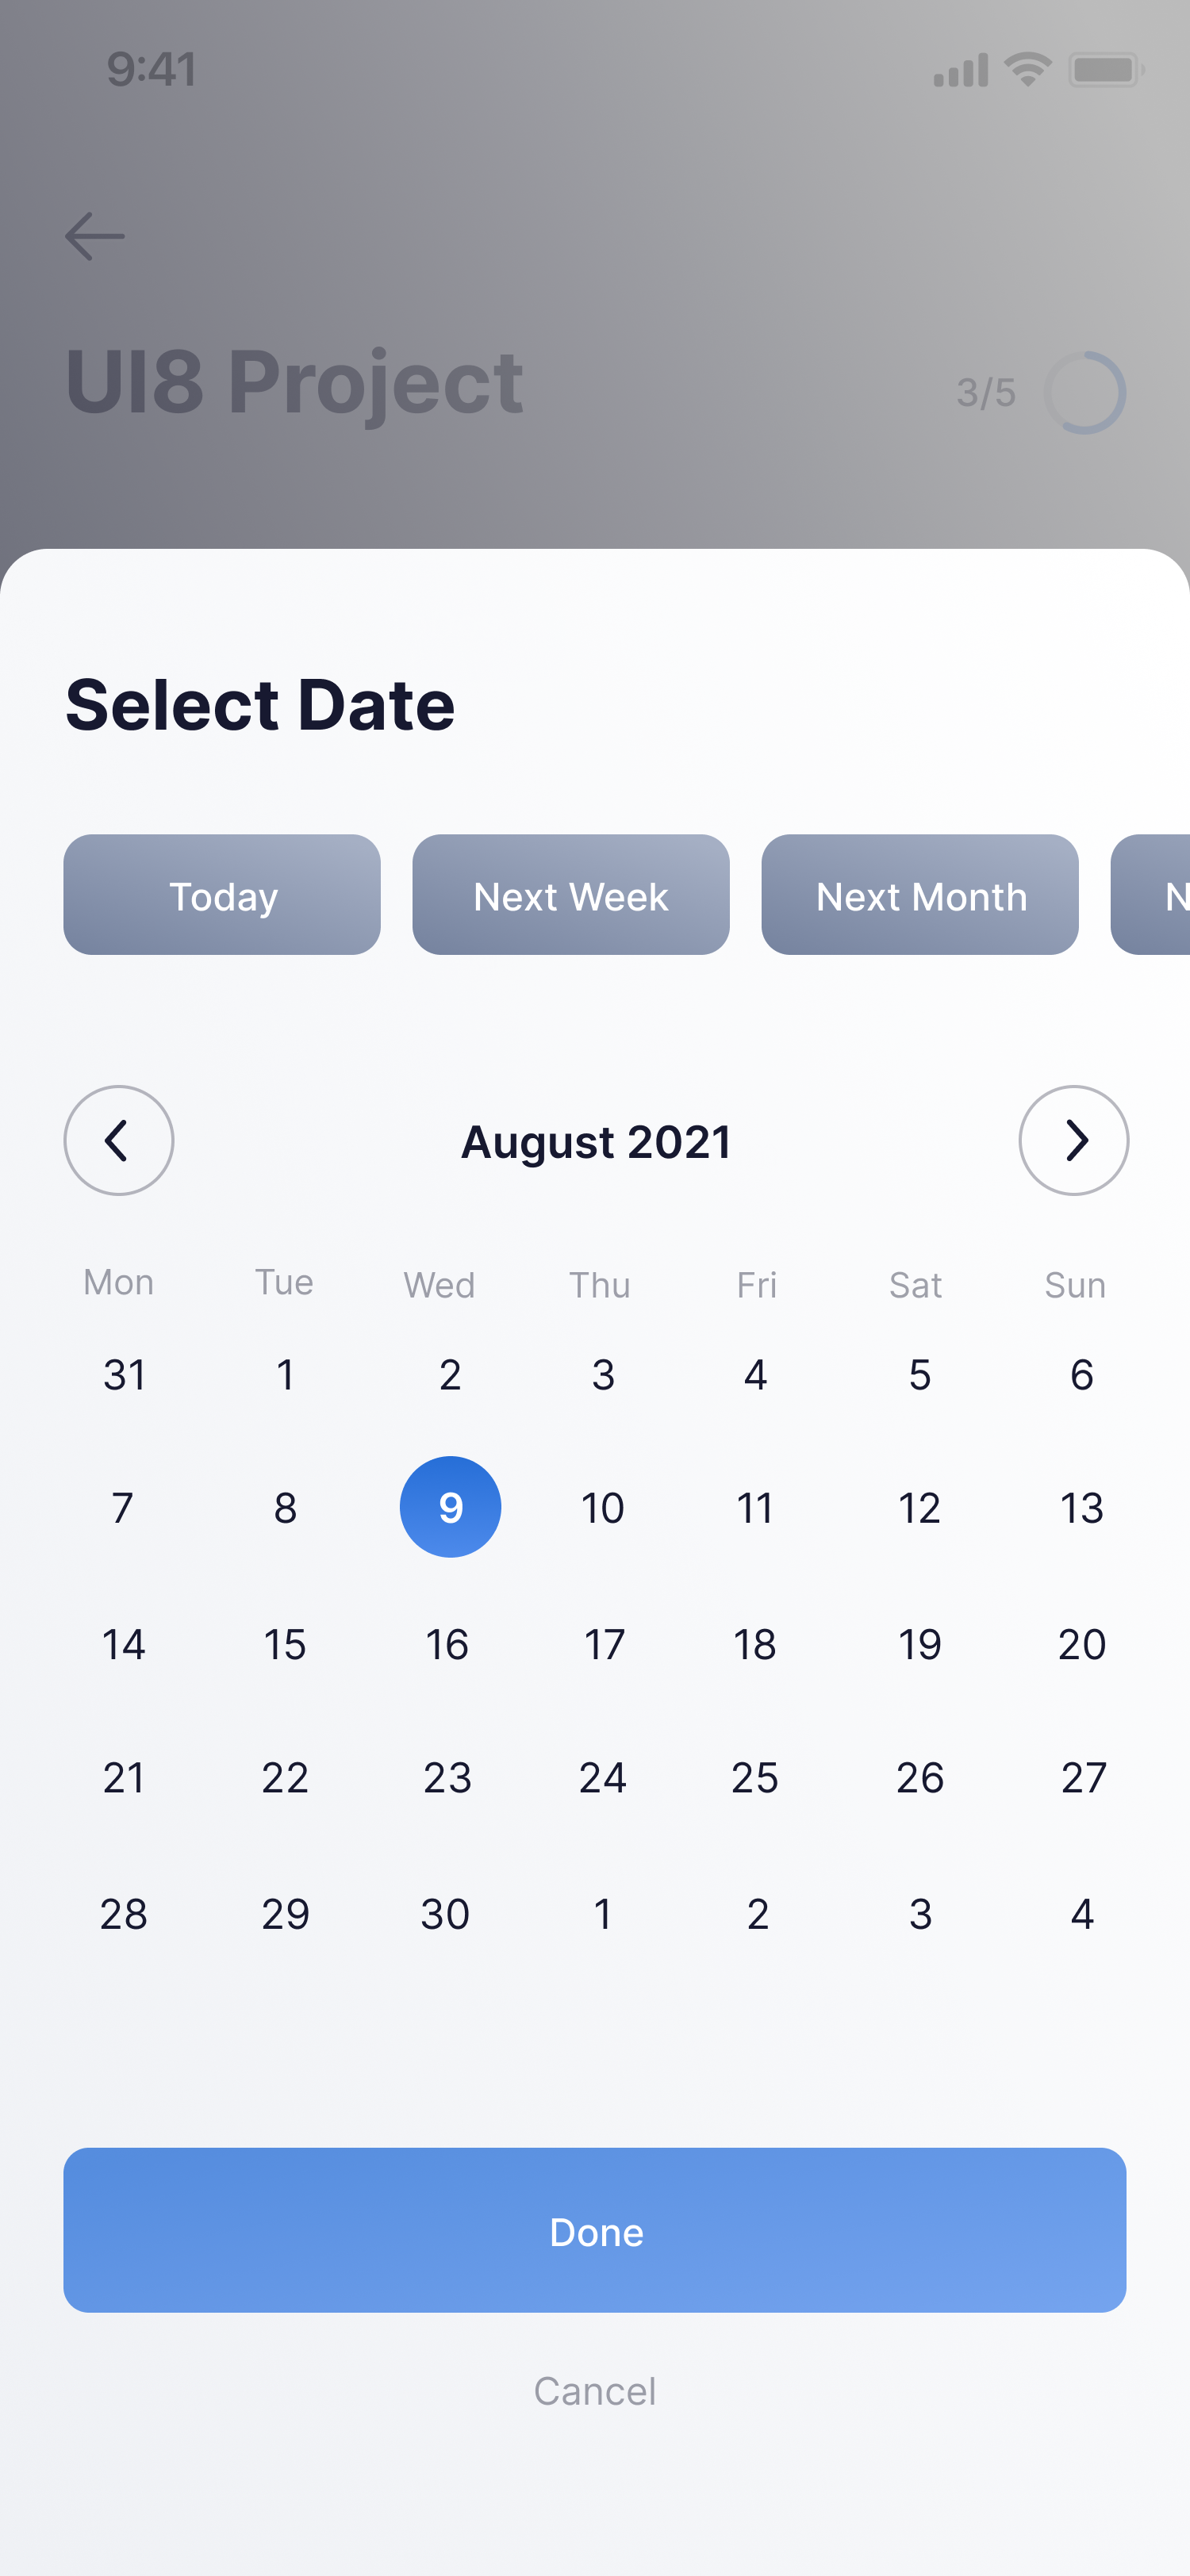 9:41
UI8 Project
3/5
Select Date
Today Next Week Next Month N
August 2021
Mon Tue Wed Thu Fri Sat Sun
31 1 2 3 4 5 6
7 8 9 10 11 12 13
14 15 16 17 18 19 20
21 22 23 24 25 26 27
28 29 30 1 2 3 4
Done
Cancel